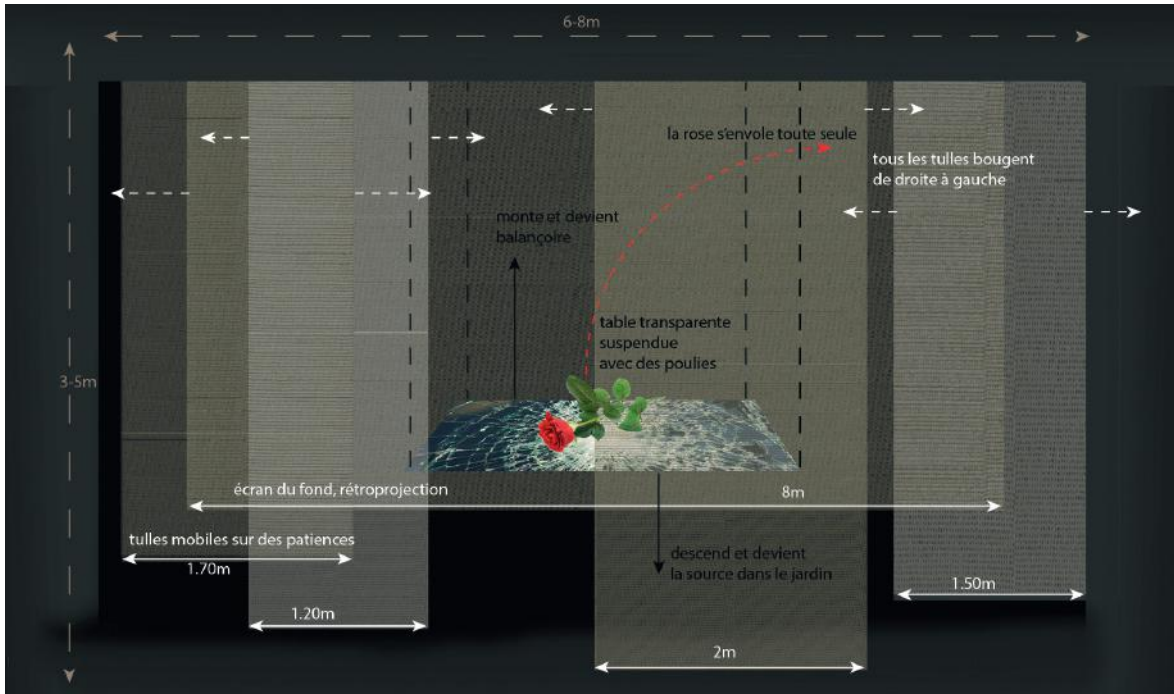 6-8m
la rose s'envole toute seule
tous les tulles bougent
de droite à gauche
monte et devient
balançoire
table transparente
suspendue
avec des poulies
3-5m
écran du fond, rétroprojection
8m
tulles mobiles sur des patiences
1.70m
descend et devient
la source dans le jardin
1.50m
1.20m
2m